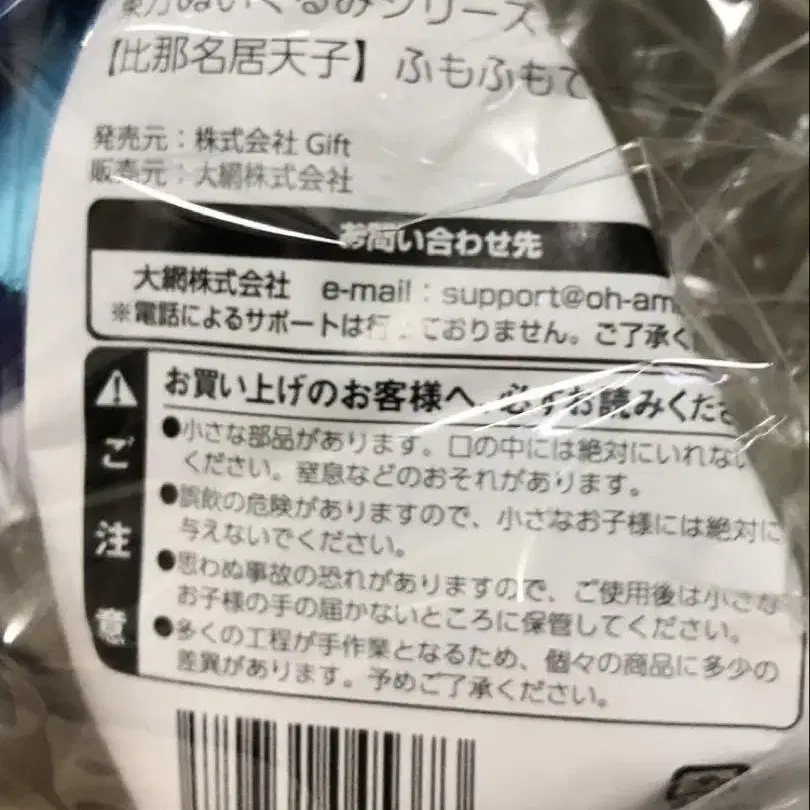 東方ぬいぐるみシリーズ
【比那名居天子】ふもふもて
発売元：株式会社 Gift
販売元：大網株式会社
お問い合わせ先
大網株式会社 e-mail：support@oh-am
※電話によるサポートは行っておりません。ご了承く
お買い上げのお客様へ 必ずお読みくださ
ご注意
●小さな部品があります。口の中には絶対にいれない
ください。窒息などのおそれがあります。
●誤飲の危険がありますので、小さなお子様には絶対に
与えないでください。
●思わぬ事故の恐れがありますので、ご使用後は小さな
お子様の手の届かないところに保管してください。
●多くの工程が手作業となるため、個々の商品に多少の
差異があります。予めご了承ください。